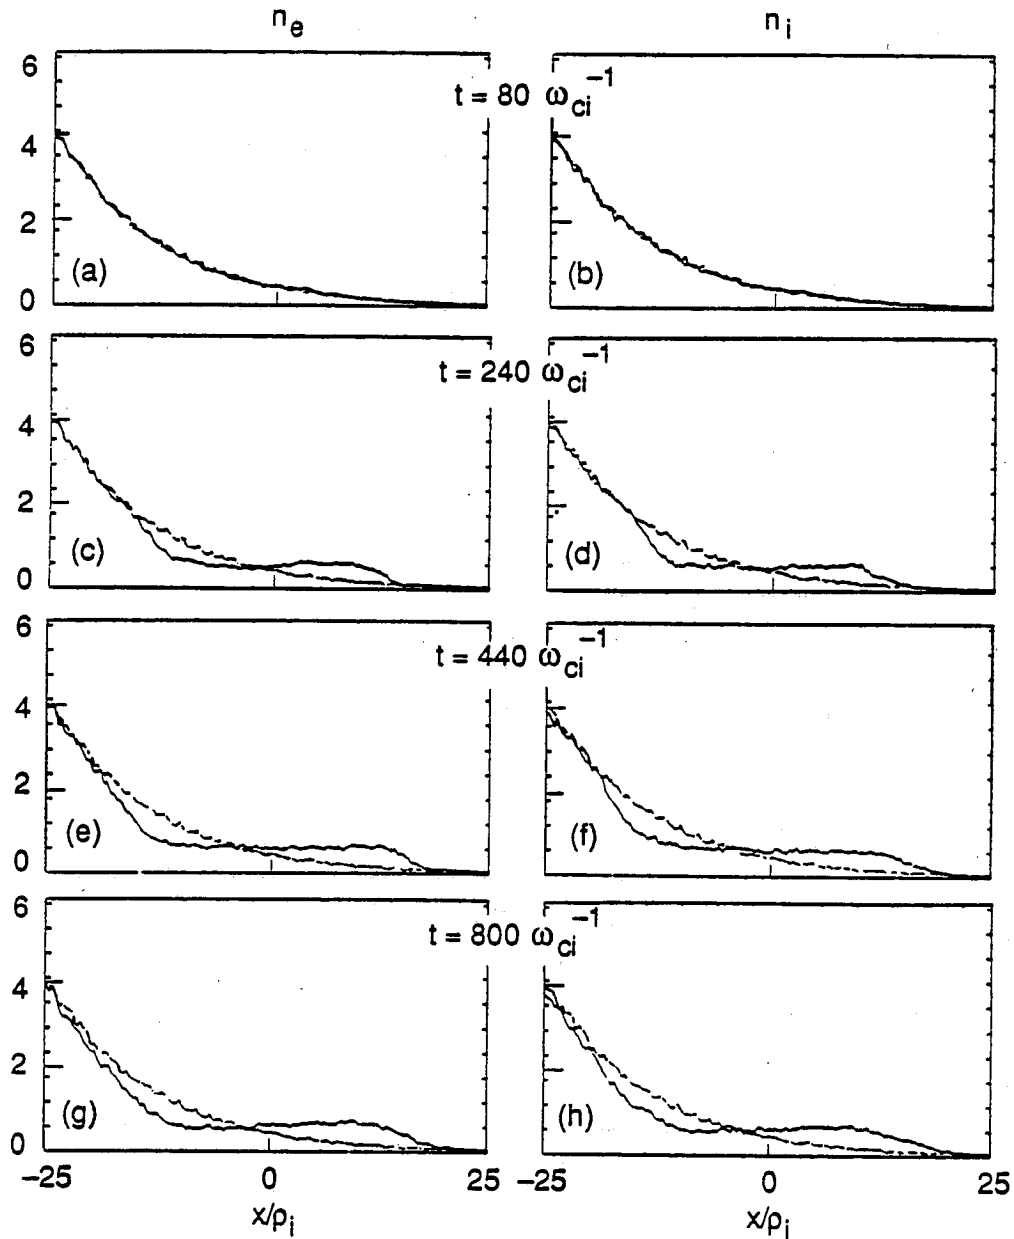 n_e n_i
6
4
2
0
t = 80 ω_ci^−1
(a) (b)
6
4
2
0
t = 240 ω_ci^−1
(c) (d)
6
4
2
0
t = 440 ω_ci^−1
(e) (f)
6
4
2
0
t = 800 ω_ci^−1
(g) (h)
−25 0 25 −25 0 25
x/ρ_i x/ρ_i